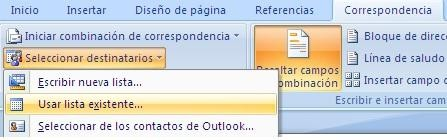 Inicio Insertar Diseño de página Referencias Correspondencia
Iniciar combinación de correspondencia
Seleccionar destinatarios
Escribir nueva lista...
Usar lista existente...
Seleccionar de los contactos de Outlook...
Resaltar campos
combinación
Bloque de direc
Línea de saludo
Insertar campo c
Escribir e insertar cam